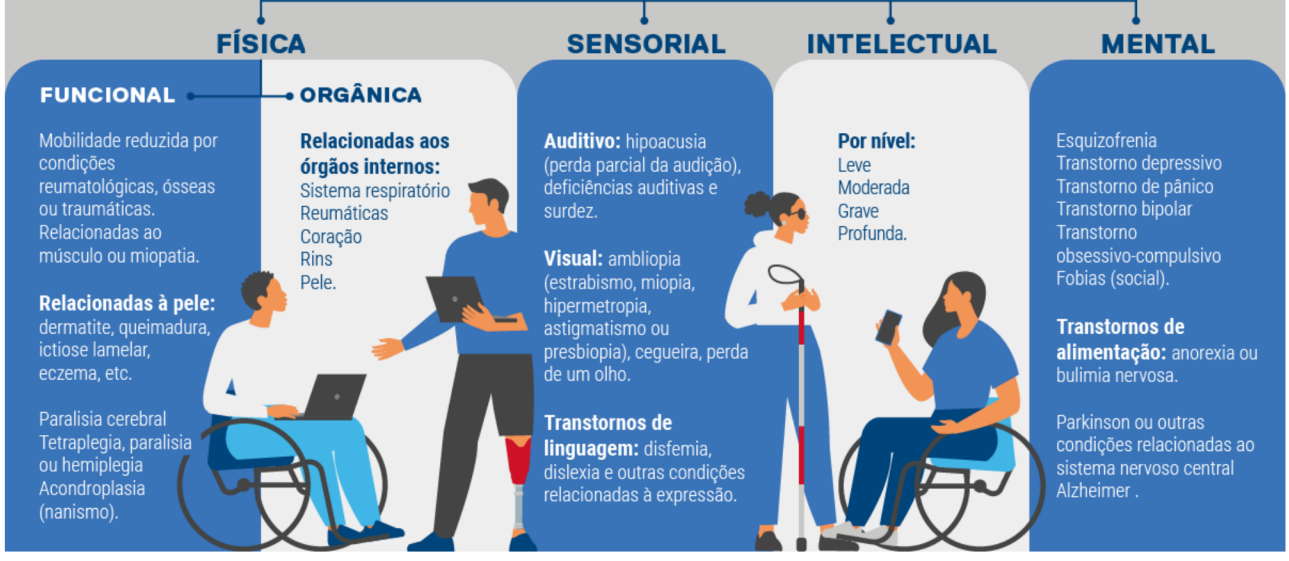 FÍSICA
SENSORIAL
INTELECTUAL
MENTAL
FUNCIONAL
Mobilidade reduzida por
condições
reumatológicas, ósseas
ou traumáticas.
Relacionadas ao
músculo ou miopatia.
Relacionadas à pele:
dermatite, queimadura,
ictiose lamelar,
eczema, etc.
Paralisia cerebral
Tetraplegia, paralisia
ou hemiplegia
Acondroplasia
(nanismo).
ORGÂNICA
Relacionadas aos
órgãos internos:
Sistema respiratório
Reumáticas
Coração
Rins
Pele.
Auditivo: hipoacusia
(perda parcial da audição),
deficiências auditivas e
surdez.
Visual: ambliopia
(estrabismo, miopia,
hipermetropia,
astigmatismo ou
presbiopia), cegueira, perda
de um olho.
Transtornos de
linguagem: disfemia,
dislexia e outras condições
relacionadas à expressão.
Por nível:
Leve
Moderada
Grave
Profunda.
Esquizofrenia
Transtorno depressivo
Transtorno de pânico
Transtorno bipolar
Transtorno
obsessivo-compulsivo
Fobias (social).
Transtornos de
alimentação: anorexia ou
bulimia nervosa.
Parkinson ou outras
condições relacionadas ao
sistema nervoso central
Alzheimer .